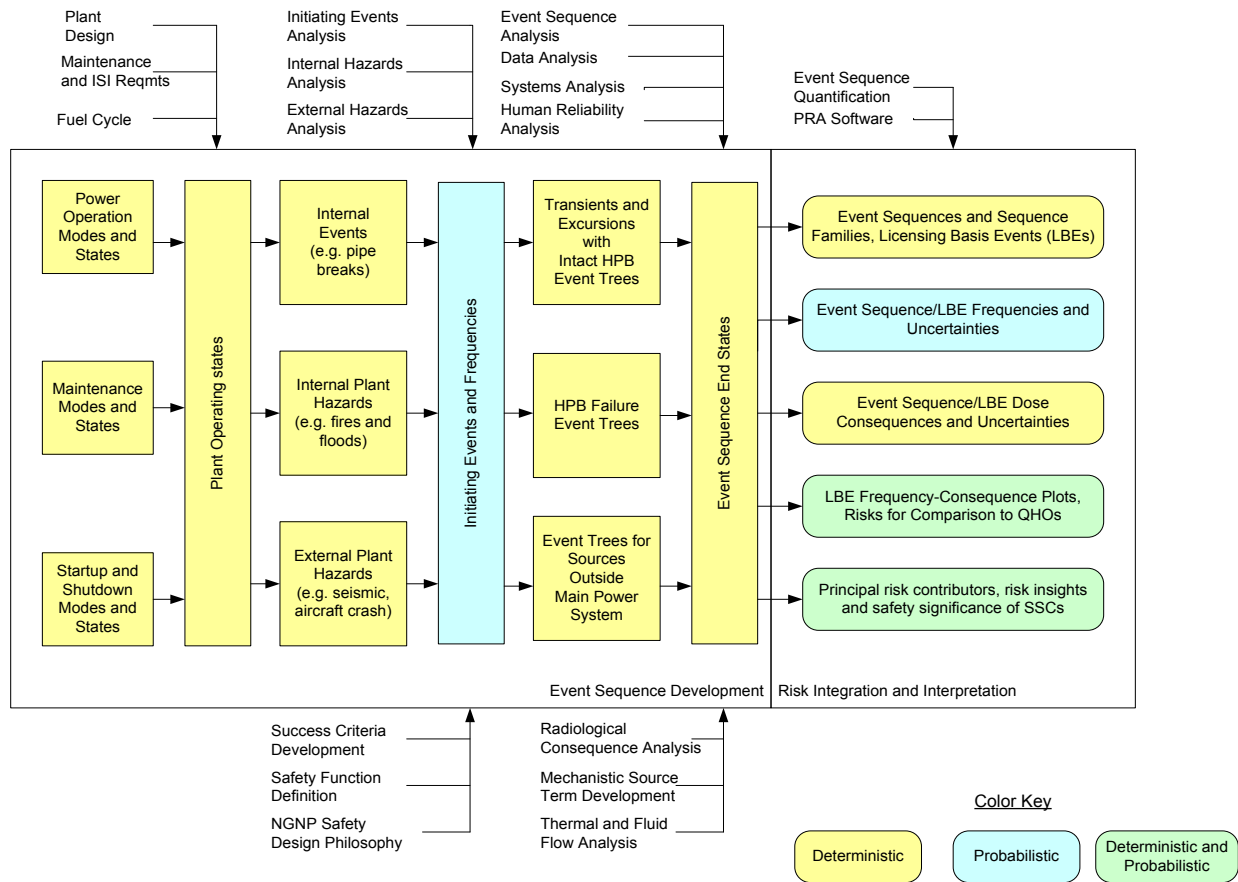 Plant
Design
Maintenance
and ISI Reqmts
Fuel Cycle
Initiating Events
Analysis
Internal Hazards
Analysis
External Hazards
Analysis
Event Sequence
Analysis
Data Analysis
Systems Analysis
Human Reliability
Analysis
Event Sequence
Quantification
PRA Software
Power
Operation
Modes and
States
Maintenance
Modes and
States
Startup and
Shutdown
Modes and
States
Plant Operating states
Internal
Events
(e.g. pipe
breaks)
Internal Plant
Hazards
(e.g. fires and
floods)
External Plant
Hazards
(e.g. seismic,
aircraft crash)
Initiating Events and Frequencies
Transients and
Excursions
with
Intact HPB
Event Trees
HPB Failure
Event Trees
Event Trees for
Sources
Outside
Main Power
System
Event Sequence End States
Event Sequences and Sequence
Families, Licensing Basis Events (LBEs)
Event Sequence/LBE Frequencies and
Uncertainties
Event Sequence/LBE Dose
Consequences and Uncertainties
LBE Frequency-Consequence Plots,
Risks for Comparison to QHOs
Principal risk contributors, risk insights
and safety significance of SSCs
Event Sequence Development
Risk Integration and Interpretation
Success Criteria
Development
Safety Function
Definition
NGNP Safety
Design Philosophy
Radiological
Consequence Analysis
Mechanistic Source
Term Development
Thermal and Fluid
Flow Analysis
Color Key
Deterministic
Probabilistic
Deterministic and
Probabilistic